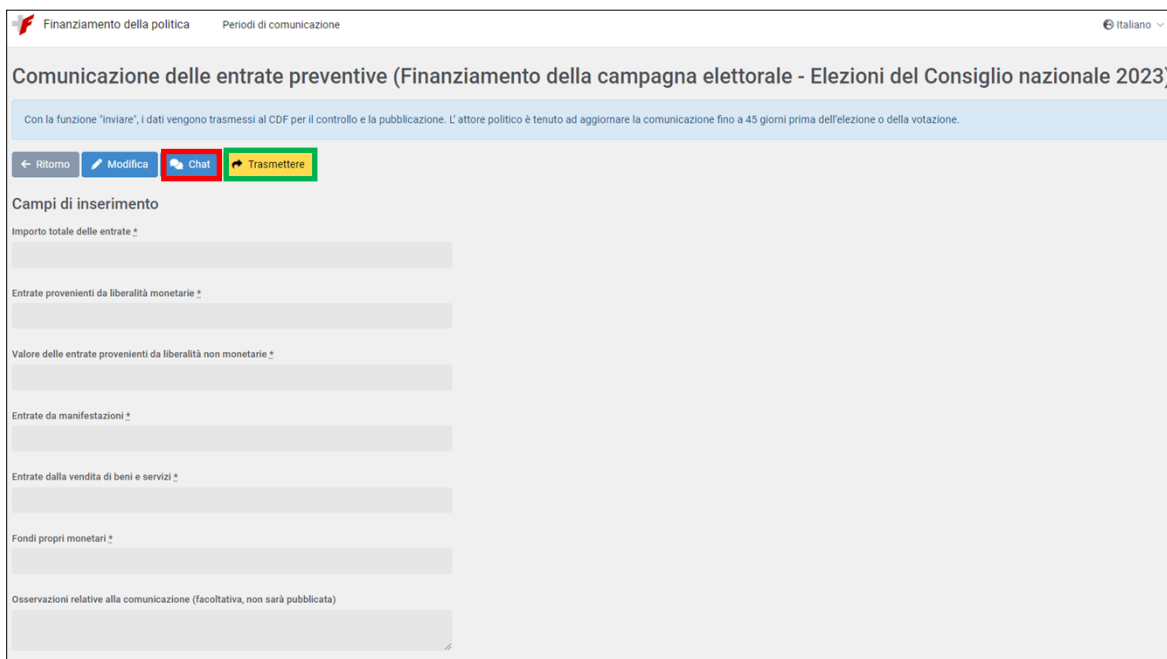 Finanziamento della politica Periodi di comunicazione Italiano
Comunicazione delle entrate preventive (Finanziamento della campagna elettorale - Elezioni del Consiglio nazionale 2023)
Con la funzione "inviare", i dati vengono trasmessi al CDF per il controllo e la pubblicazione. L' attore politico è tenuto ad aggiornare la comunicazione fino a 45 giorni prima dell'elezione o della votazione.
← Ritorno Modifica Chat Trasmettere
Campi di inserimento
Importo totale delle entrate *
Entrate provenienti da liberalità monetarie *
Valore delle entrate provenienti da liberalità non monetarie *
Entrate da manifestazioni *
Entrate dalla vendita di beni e servizi *
Fondi propri monetari *
Osservazioni relative alla comunicazione (facoltativa, non sarà pubblicata)